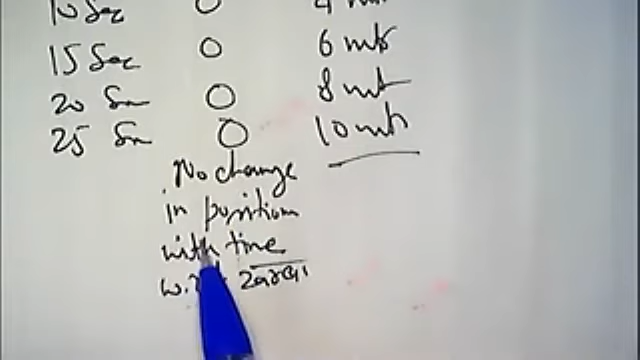 10 Sec 0 4 mts
15 Sec 0 6 mts
20 Sec 0 8 mts
25 Sec 0 10 mts
No change
in position
with time